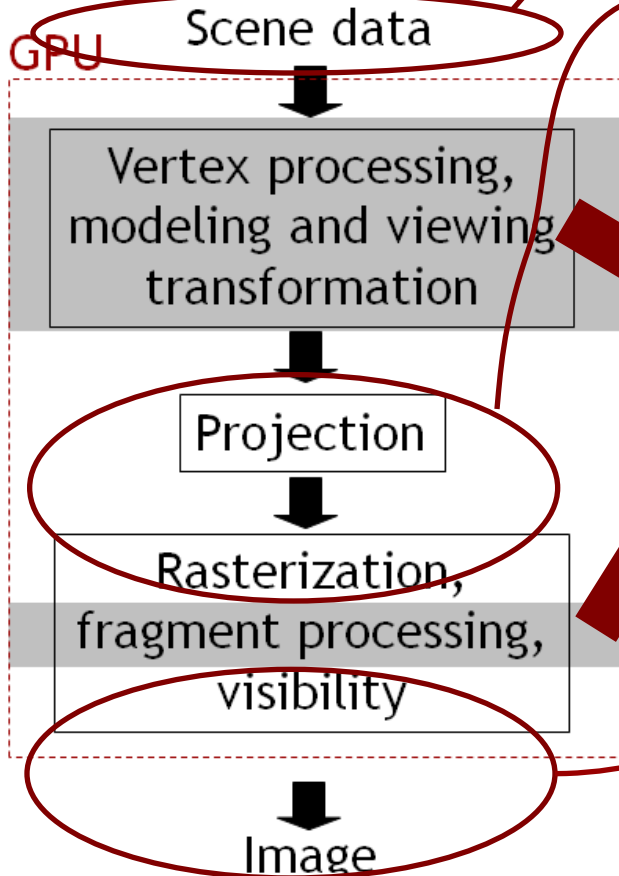 Scene data
GPU
Vertex processing,
modeling and viewing
transformation
Projection
Rasterization,
fragment processing,
visibility
Image